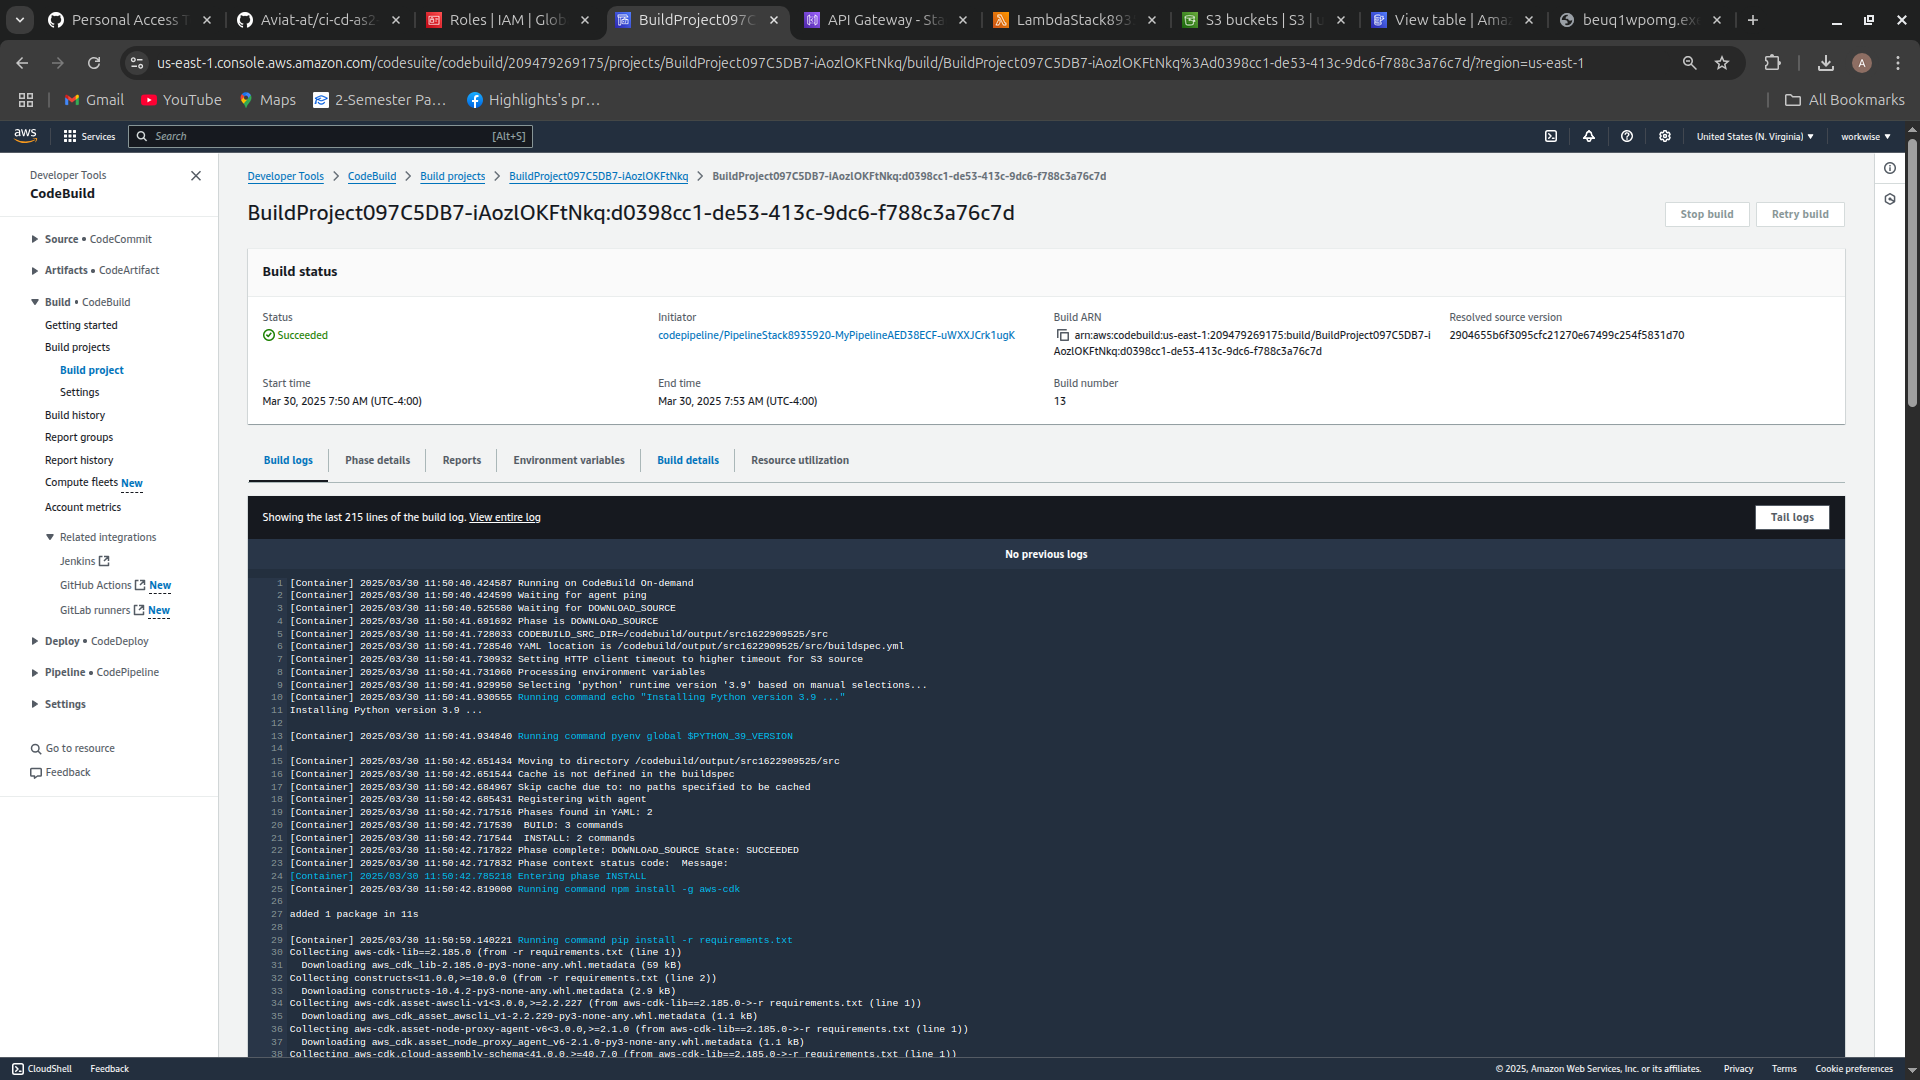 Personal Access T
Aviat-at/ci-cd-as2-
Roles | IAM | Glob
BuildProject097C
API Gateway - Sta
LambdaStack893
S3 buckets | S3 | u
View table | Amaz
beuq1wpomg.exe
us-east-1.console.aws.amazon.com/codesuite/codebuild/209479269175/projects/BuildProject097C5DB7-iAozlOKFtNkq/build/BuildProject097C5DB7-iAozlOKFtNkq%3Ad0398cc1-de53-413c-9dc6-f788c3a76c7d/?region=us-east-1
A
Gmail
YouTube
Maps
2-Semester Pa...
Highlights's pr...
All Bookmarks
aws
Services
Search
[Alt+S]
United States (N. Virginia)
workwise
Developer Tools
CodeBuild
Source • CodeCommit
Artifacts • CodeArtifact
Build • CodeBuild
Getting started
Build projects
Build project
Settings
Build history
Report groups
Report history
Compute fleets New
Account metrics
Related integrations
Jenkins
GitHub Actions New
GitLab runners New
Deploy • CodeDeploy
Pipeline • CodePipeline
Settings
Go to resource
Feedback
Developer Tools > CodeBuild > Build projects > BuildProject097C5DB7-iAozlOKFtNkq > BuildProject097C5DB7-iAozlOKFtNkq:d0398cc1-de53-413c-9dc6-f788c3a76c7d
BuildProject097C5DB7-iAozlOKFtNkq:d0398cc1-de53-413c-9dc6-f788c3a76c7d
Stop build
Retry build
Build status
Status
Succeeded
Initiator
codepipeline/PipelineStack8935920-MyPipelineAED38ECF-uWXXJCrk1ugK
Build ARN
arn:aws:codebuild:us-east-1:209479269175:build/BuildProject097C5DB7-i
AozlOKFtNkq:d0398cc1-de53-413c-9dc6-f788c3a76c7d
Resolved source version
2904655b6f3095cfc21270e67499c254f5831d70
Start time
Mar 30, 2025 7:50 AM (UTC-4:00)
End time
Mar 30, 2025 7:53 AM (UTC-4:00)
Build number
13
Build logs
Phase details
Reports
Environment variables
Build details
Resource utilization
Showing the last 215 lines of the build log. View entire log
Tail logs
No previous logs
1 [Container] 2025/03/30 11:50:40.424587 Running on CodeBuild On-demand
2 [Container] 2025/03/30 11:50:40.424599 Waiting for agent ping
3 [Container] 2025/03/30 11:50:40.525580 Waiting for DOWNLOAD_SOURCE
4 [Container] 2025/03/30 11:50:41.691692 Phase is DOWNLOAD_SOURCE
5 [Container] 2025/03/30 11:50:41.728033 CODEBUILD_SRC_DIR=/codebuild/output/src1622909525/src
6 [Container] 2025/03/30 11:50:41.728540 YAML location is /codebuild/output/src1622909525/src/buildspec.yml
7 [Container] 2025/03/30 11:50:41.730932 Setting HTTP client timeout to higher timeout for S3 source
8 [Container] 2025/03/30 11:50:41.731060 Processing environment variables
9 [Container] 2025/03/30 11:50:41.929950 Selecting 'python' runtime version '3.9' based on manual selections...
10 [Container] 2025/03/30 11:50:41.930555 Running command echo "Installing Python version 3.9 ..."
11 Installing Python version 3.9 ...
12
13 [Container] 2025/03/30 11:50:41.934840 Running command pyenv global $PYTHON_39_VERSION
14
15 [Container] 2025/03/30 11:50:42.651434 Moving to directory /codebuild/output/src1622909525/src
16 [Container] 2025/03/30 11:50:42.651544 Cache is not defined in the buildspec
17 [Container] 2025/03/30 11:50:42.684967 Skip cache due to: no paths specified to be cached
18 [Container] 2025/03/30 11:50:42.685431 Registering with agent
19 [Container] 2025/03/30 11:50:42.717516 Phases found in YAML: 2
20 [Container] 2025/03/30 11:50:42.717539  BUILD: 3 commands
21 [Container] 2025/03/30 11:50:42.717544  INSTALL: 2 commands
22 [Container] 2025/03/30 11:50:42.717822 Phase complete: DOWNLOAD_SOURCE State: SUCCEEDED
23 [Container] 2025/03/30 11:50:42.717832 Phase context status code:  Message:
24 [Container] 2025/03/30 11:50:42.785218 Entering phase INSTALL
25 [Container] 2025/03/30 11:50:42.819000 Running command npm install -g aws-cdk
26
27 added 1 package in 11s
28
29 [Container] 2025/03/30 11:50:59.140221 Running command pip install -r requirements.txt
30 Collecting aws-cdk-lib==2.185.0 (from -r requirements.txt (line 1))
31   Downloading aws_cdk_lib-2.185.0-py3-none-any.whl.metadata (59 kB)
32 Collecting constructs<11.0.0,>=10.0.0 (from -r requirements.txt (line 2))
33   Downloading constructs-10.4.2-py3-none-any.whl.metadata (2.9 kB)
34 Collecting aws-cdk.asset-awscli-v1<3.0.0,>=2.2.227 (from aws-cdk-lib==2.185.0->-r requirements.txt (line 1))
35   Downloading aws_cdk_asset_awscli_v1-2.2.229-py3-none-any.whl.metadata (1.1 kB)
36 Collecting aws-cdk.asset-node-proxy-agent-v6<3.0.0,>=2.1.0 (from aws-cdk-lib==2.185.0->-r requirements.txt (line 1))
37   Downloading aws_cdk.asset_node_proxy_agent_v6-2.1.0-py3-none-any.whl.metadata (1.1 kB)
38 Collecting aws-cdk.cloud-assembly-schema<41.0.0,>=40.7.0 (from aws-cdk-lib==2.185.0->-r requirements.txt (line 1))
CloudShell
Feedback
© 2025, Amazon Web Services, Inc. or its affiliates.
Privacy
Terms
Cookie preferences